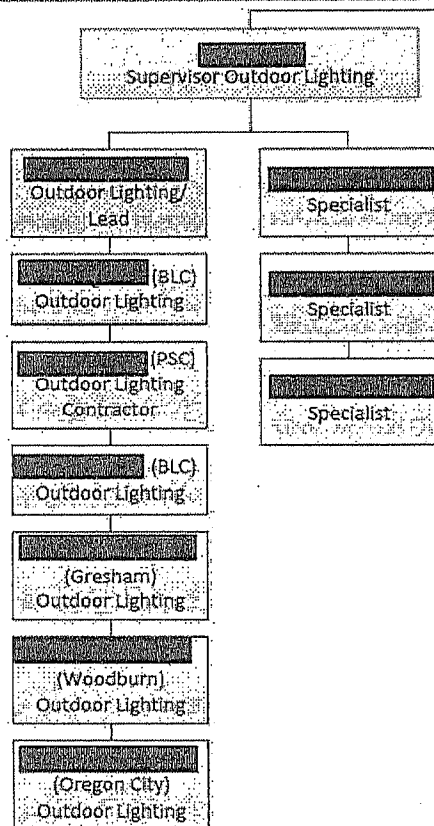 Supervisor Outdoor Lighting
Outdoor Lighting/
Lead
(BLC)
Outdoor Lighting
(PSC)
Outdoor Lighting
Contractor
(BLC)
Outdoor Lighting
(Gresham)
Outdoor Lighting
(Woodburn)
Outdoor Lighting
(Oregon City)
Outdoor Lighting
Specialist
Specialist
Specialist